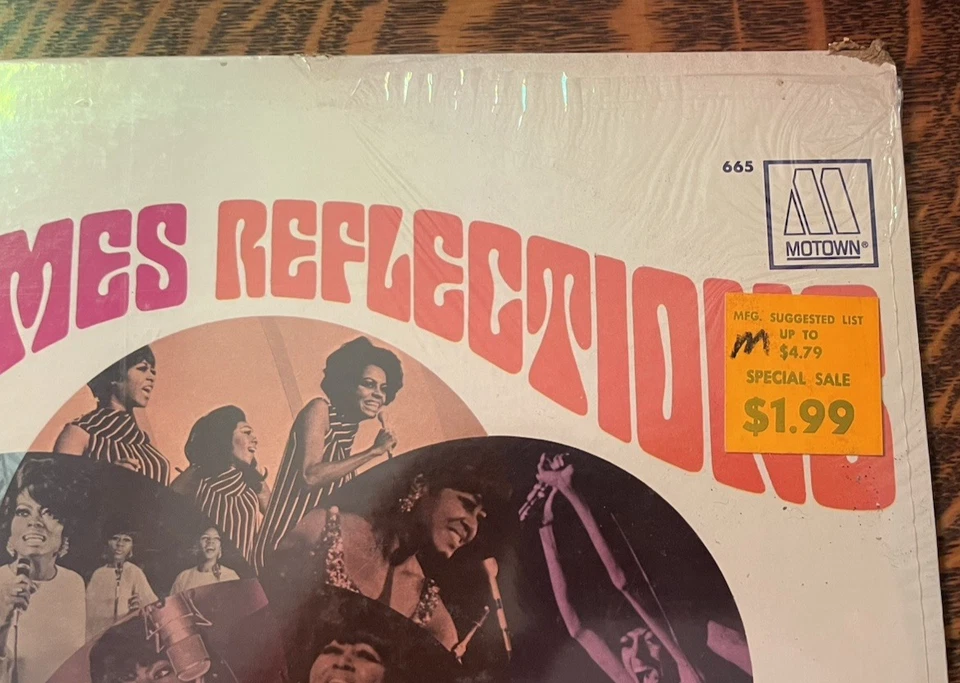 MES REFLECTIONS
665
MOTOWN®
MFG. SUGGESTED LIST
UP TO
M $4.79
SPECIAL SALE
$1.99